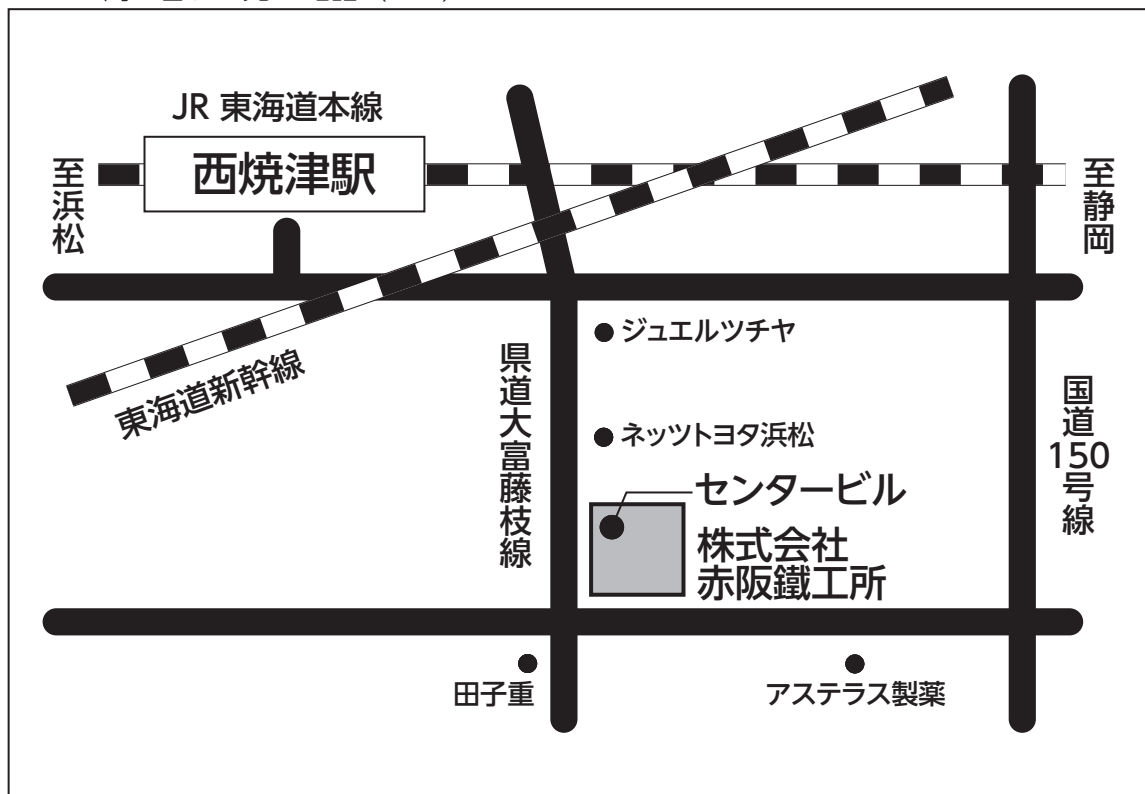 JR 東海道本線
西焼津駅
至浜松
至静岡
東海道新幹線
ジュエルツチヤ
県道大富藤枝線
ネッツトヨタ浜松
国道150号線
センタービル
株式会社
赤阪鐵工所
田子重
アステラス製薬